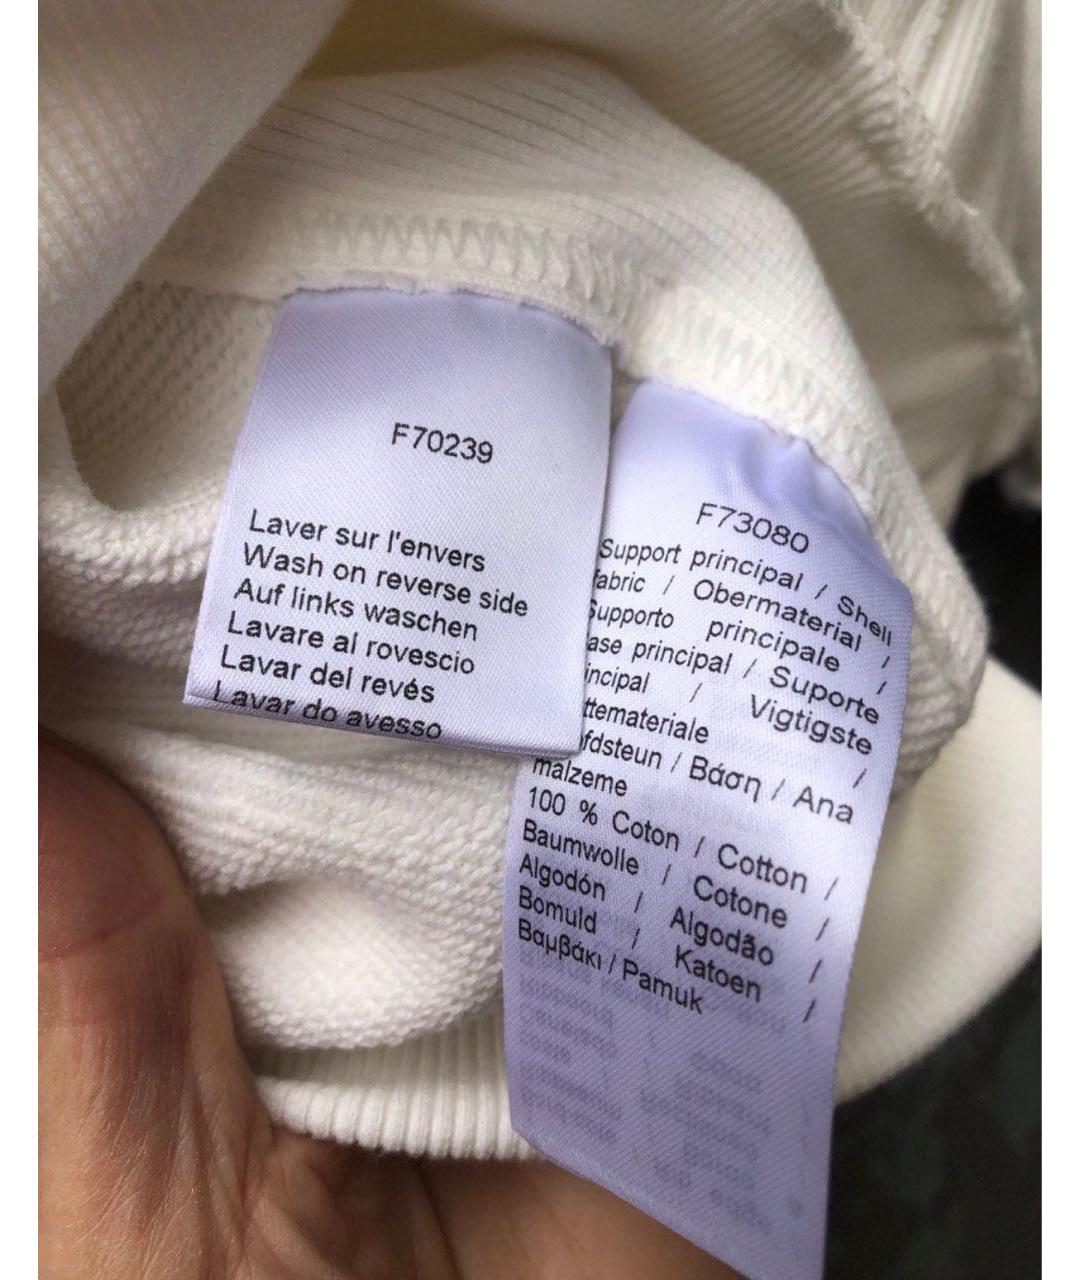 F70239
Laver sur l'envers
Wash on reverse side
Auf links waschen
Lavare al rovescio
Lavar del revés
Lavar do avesso
F73080
Support principal / Shell
fabric / Obermaterial /
Supporto principale /
ase principal / Suporte
incipal / Vigtigste
ttemateriale /
fdsteun / Βάση / Ana
malzeme
100 % Coton / Cotton /
Baumwolle / Cotone /
Algodón / Algodão /
Bomuld / Katoen /
Βαμβάκι / Pamuk